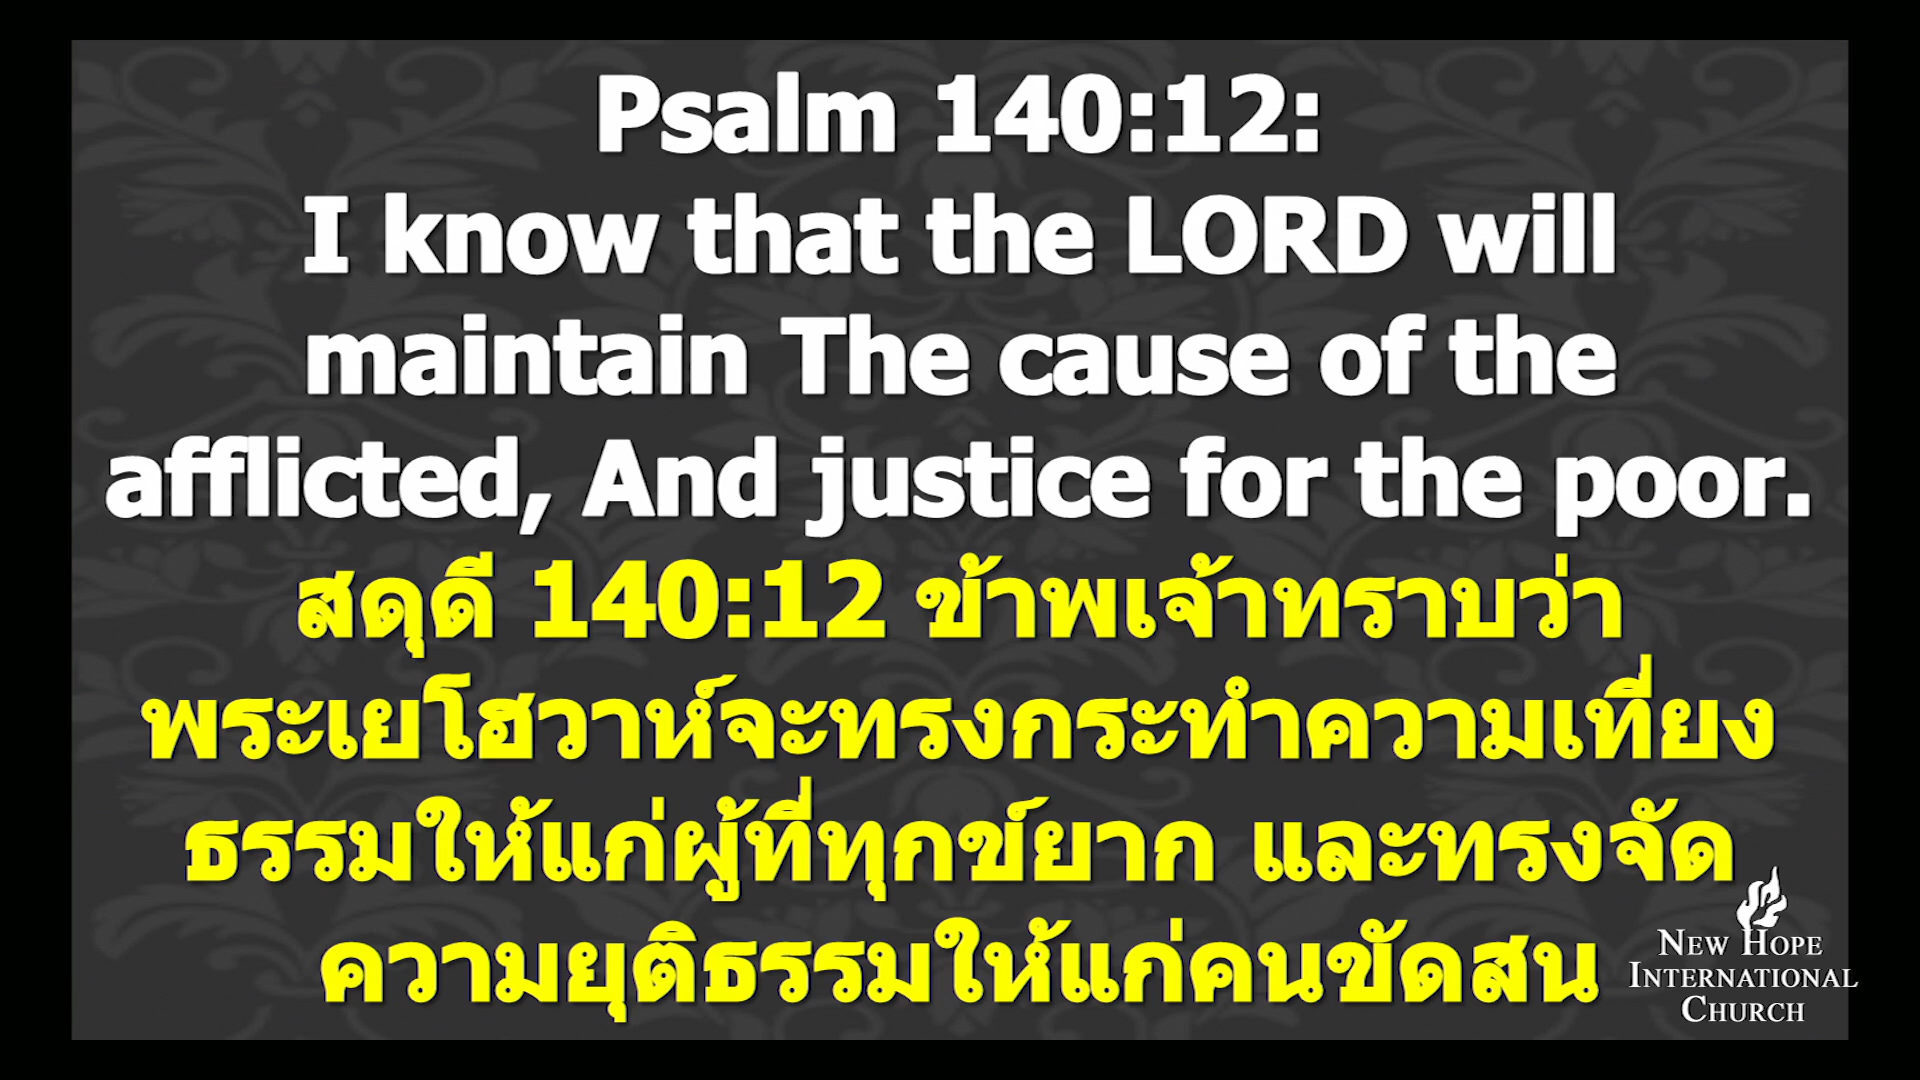 Psalm 140:12:
I know that the LORD will
maintain The cause of the
afflicted, And justice for the poor.
สดุดี 140:12 ข้าพเจ้าทราบว่า
พระเยโฮวาห์จะทรงกระทำความเที่ยง
ธรรมให้แก่ผู้ที่ทุกข์ยาก และทรงจัด
ความยุติธรรมให้แก่คนขัดสน
NEW HOPE
INTERNATIONAL
CHURCH